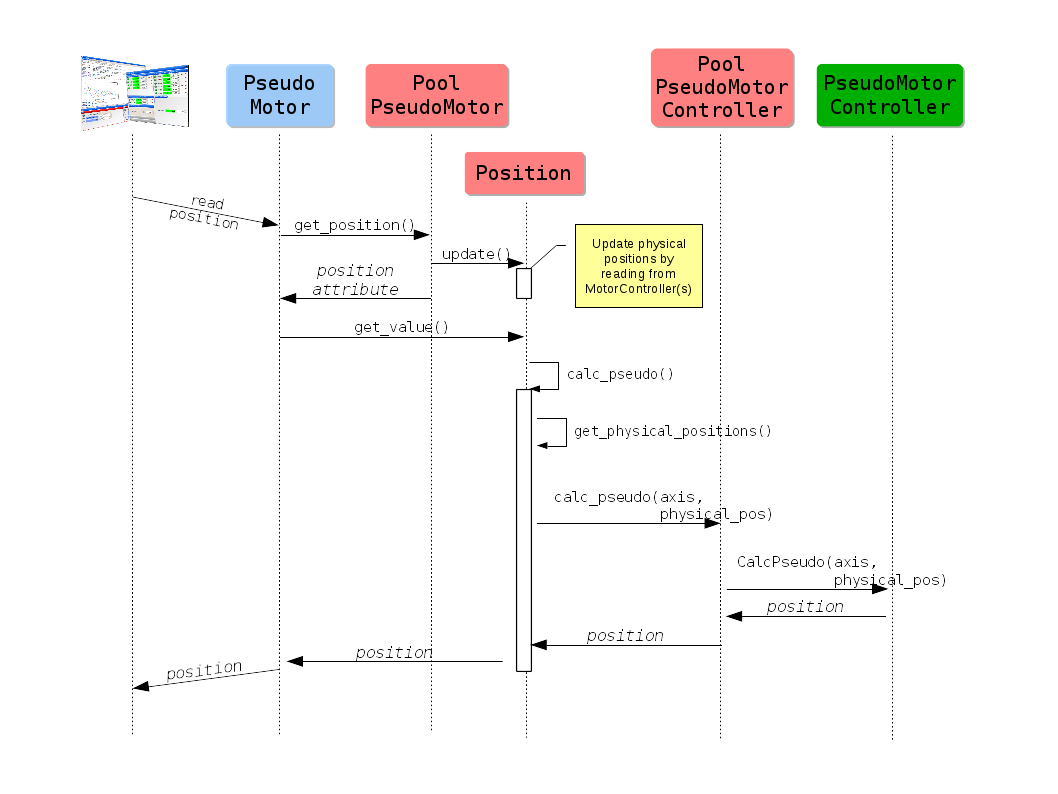 Pseudo
Motor
Pool
PseudoMotor
Pool
PseudoMotor
Controller
PseudoMotor
Controller
Position
read
position
get_position()
update()
Update physical
positions by
reading from
MotorController(s)
position
attribute
get_value()
calc_pseudo()
get_physical_positions()
calc_pseudo(axis,
physical_pos)
CalcPseudo(axis,
physical_pos)
position
position
position
position